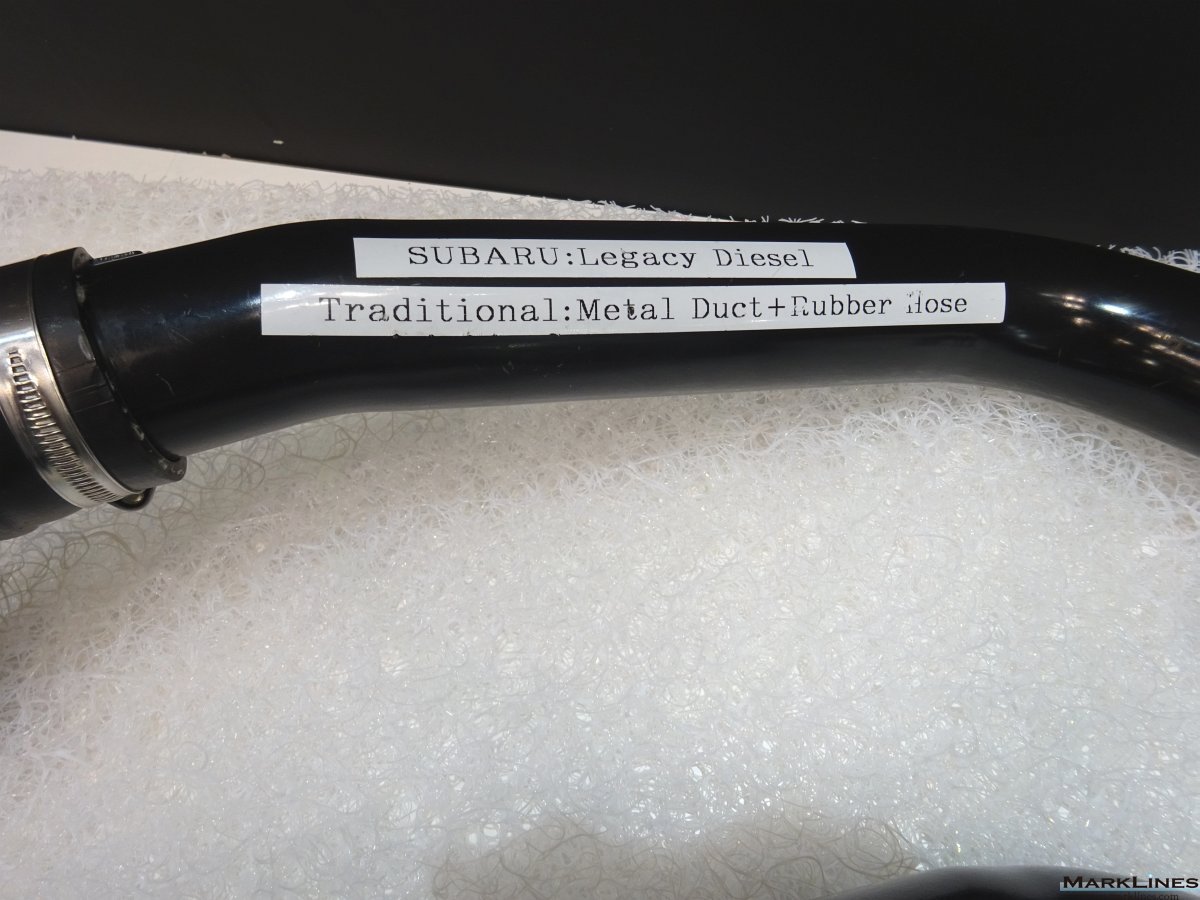 SUBARU:Legacy Diesel
Traditional:Metal Duct+Rubber Hose
MARKLINES